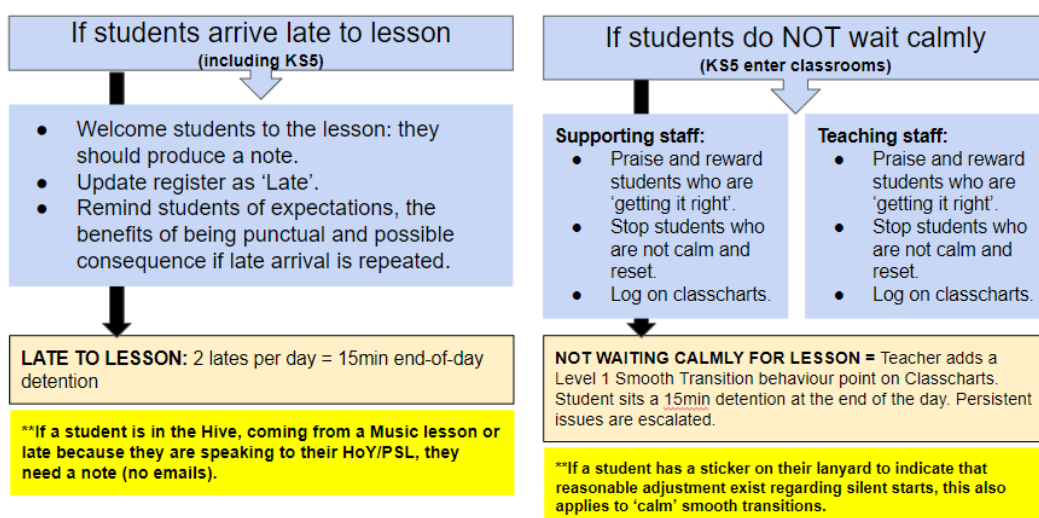 If students arrive late to lesson
(including KS5)
● Welcome students to the lesson: they
should produce a note.
● Update register as ‘Late’.
● Remind students of expectations, the
benefits of being punctual and possible
consequence if late arrival is repeated.
LATE TO LESSON: 2 lates per day = 15min end-of-day
detention
**If a student is in the Hive, coming from a Music lesson or
late because they are speaking to their HoY/PSL, they
need a note (no emails).
If students do NOT wait calmly
(KS5 enter classrooms)
Supporting staff:
● Praise and reward
students who are
‘getting it right’.
● Stop students who
are not calm and
reset.
● Log on classcharts.
Teaching staff:
● Praise and reward
students who are
‘getting it right’.
● Stop students who
are not calm and
reset.
● Log on classcharts.
NOT WAITING CALMLY FOR LESSON = Teacher adds a
Level 1 Smooth Transition behaviour point on Classcharts.
Student sits a 15min detention at the end of the day. Persistent
issues are escalated.
**If a student has a sticker on their lanyard to indicate that
reasonable adjustment exist regarding silent starts, this also
applies to ‘calm’ smooth transitions.